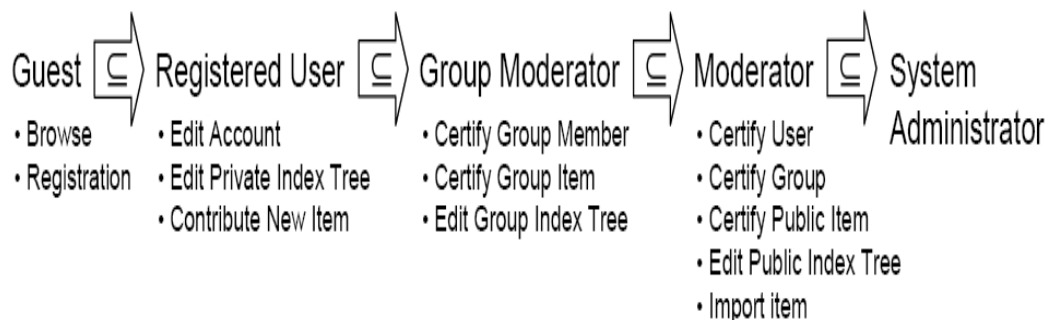 Guest ⊆ Registered User ⊆ Group Moderator ⊆ Moderator ⊆ System Administrator
• Browse
• Registration
• Edit Account
• Edit Private Index Tree
• Contribute New Item
• Certify Group Member
• Certify Group Item
• Edit Group Index Tree
• Certify User
• Certify Group
• Certify Public Item
• Edit Public Index Tree
• Import item